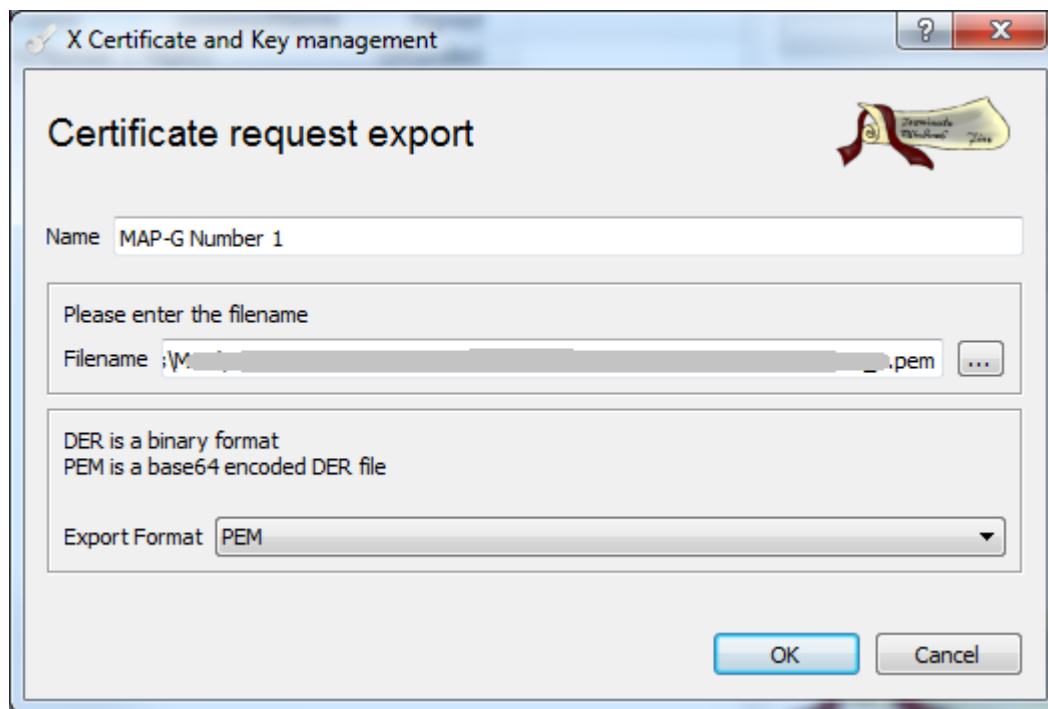 X Certificate and Key management
Certificate request export
Name MAP-G Number 1
Please enter the filename
Filename .pem ...
DER is a binary format
PEM is a base64 encoded DER file
Export Format PEM
OK Cancel